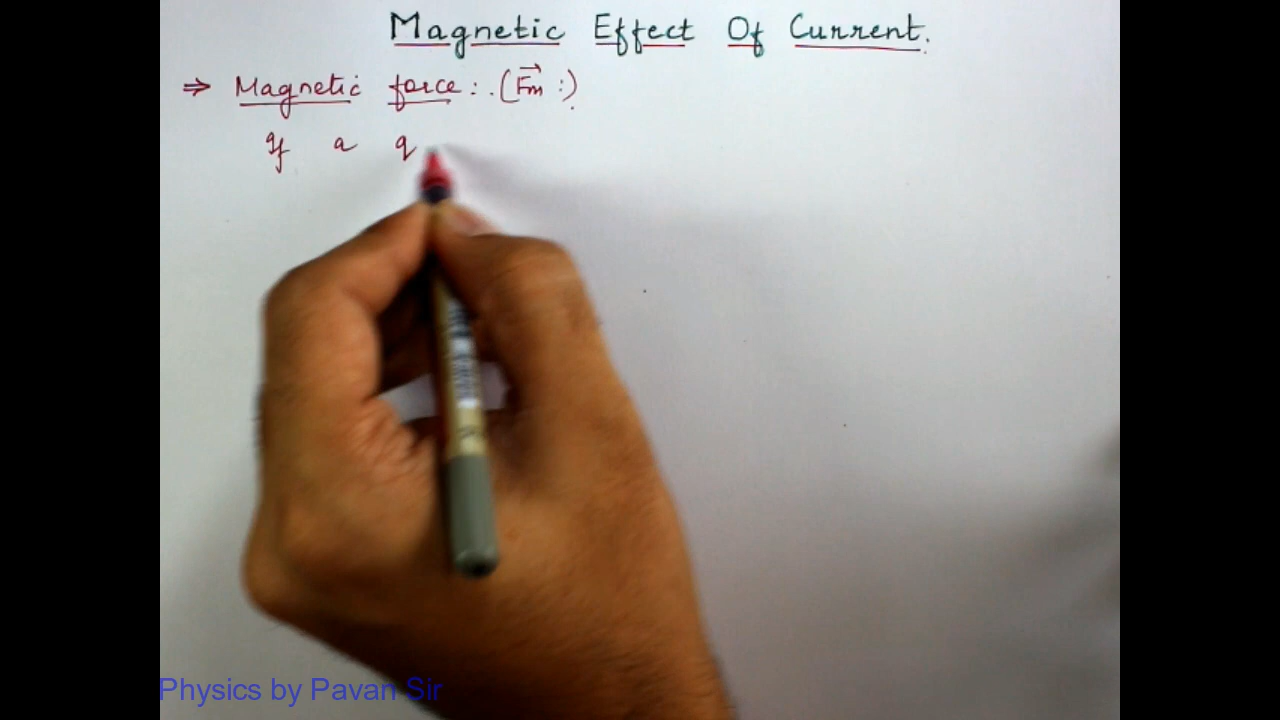 Magnetic Effect Of Current.
⇒ Magnetic force : . (F⃗m :)
If a q
Physics by Pavan Sir